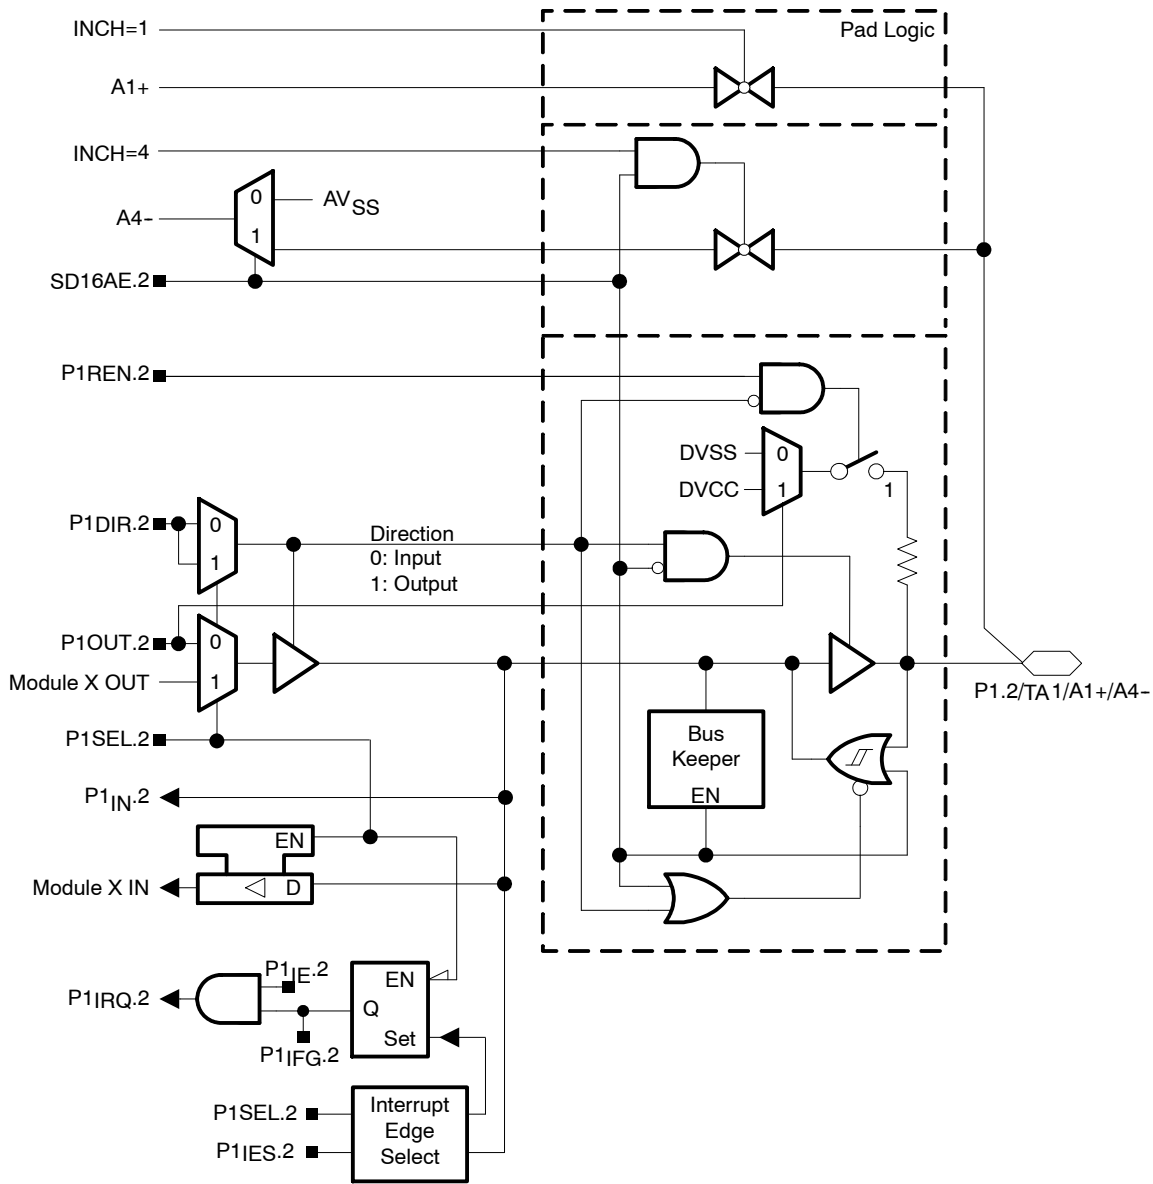 INCH=1
Pad Logic
A1+
INCH=4
0
AVSS
A4-
1
SD16AE.2
P1REN.2
DVSS
0
DVCC
1
1
P1DIR.2
0
1
Direction
0: Input
1: Output
P1OUT.2
0
Module X OUT
1
P1.2/TA1/A1+/A4-
P1SEL.2
Bus
Keeper
EN
P1IN.2
EN
Module X IN
D
P1IE.2
EN
P1IRQ.2
Q
Set
P1IFG.2
P1SEL.2
P1IES.2
Interrupt
Edge
Select